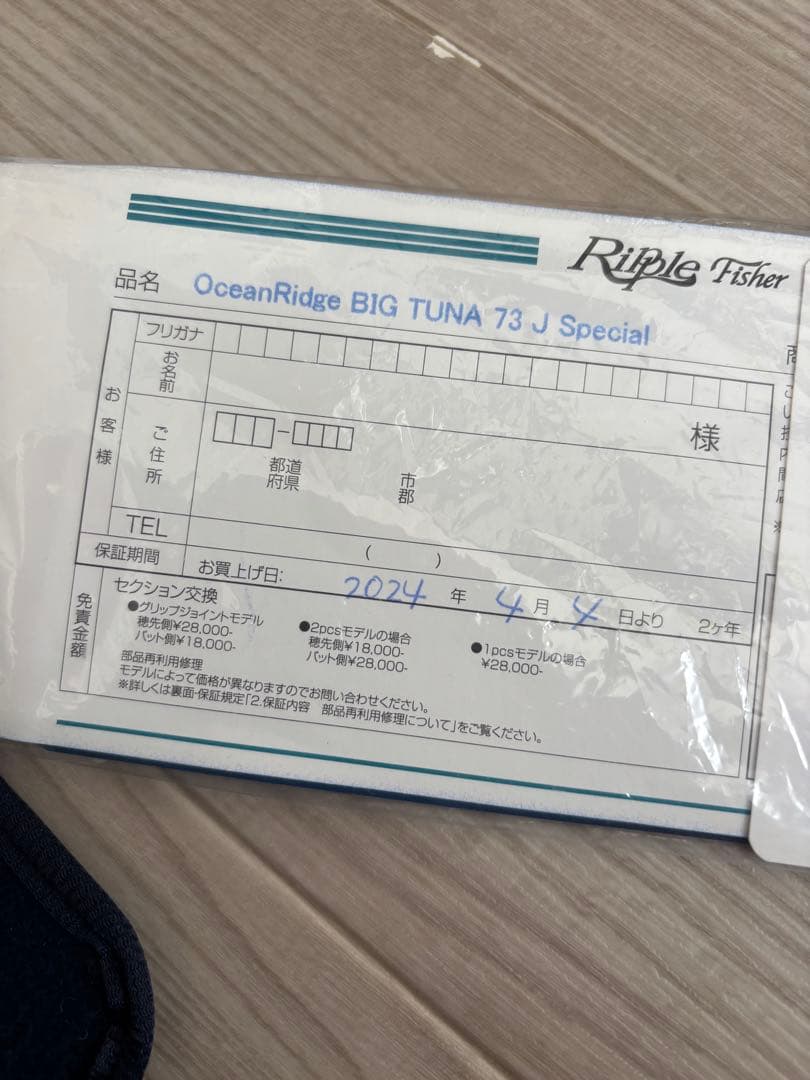 Ripple Fisher
品名 OceanRidge BIG TUNA 73 J Special
フリガナ
お名前
様
お客様
ご住所
都道府県
市郡
TEL
( )
保証期間
お買上げ日: 2024年 4月 4日より 2ヶ年
免責金額
セクション交換
●グリップジョイントモデル
穂先側¥28,000-
バット側¥18,000-
●2pcsモデルの場合
穂先側¥18,000-
バット側¥28,000-
●1pcsモデルの場合
¥28,000-
部品再利用修理
モデルによって価格が異なりますのでお問い合わせください。
※詳しくは裏面-保証規定「2.保証内容 部品再利用修理について」をご覧ください。